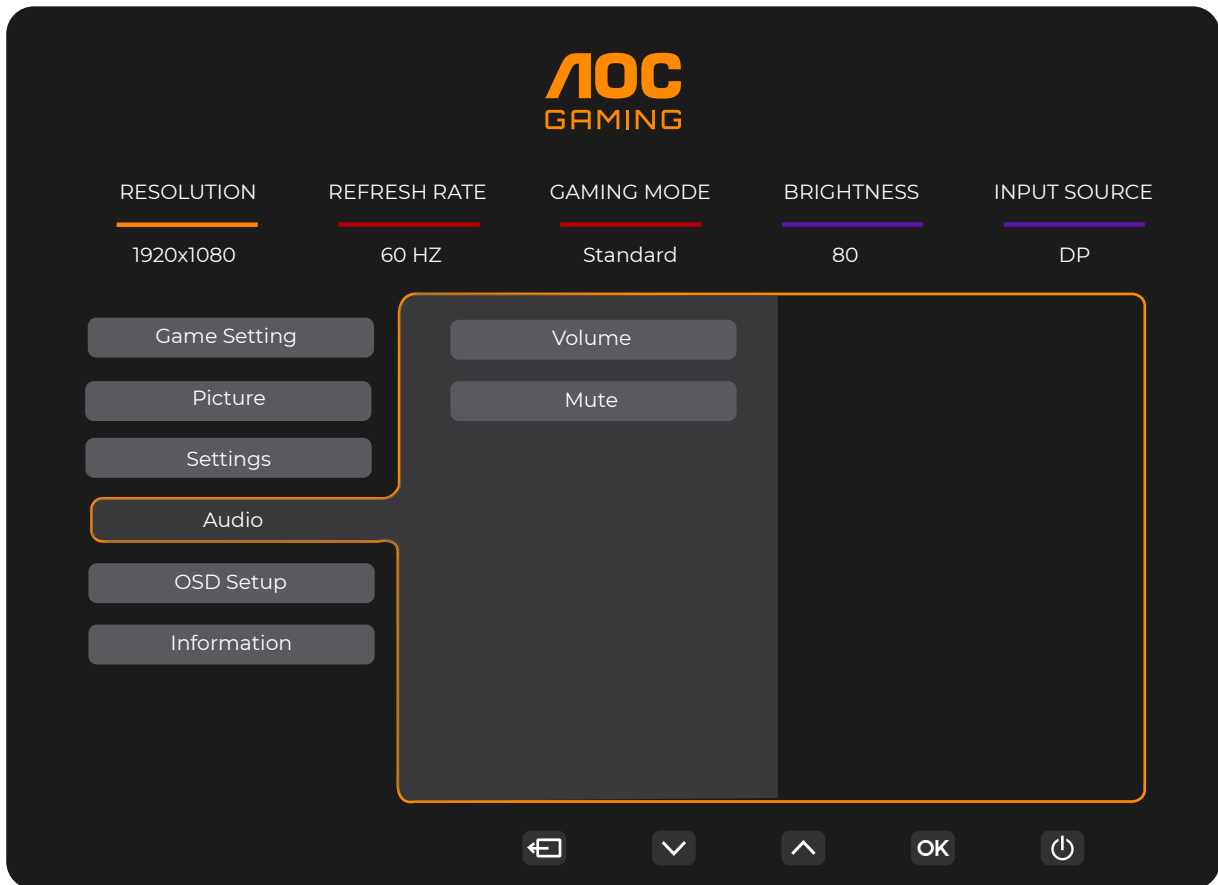 AOC
GAMING
RESOLUTION REFRESH RATE GAMING MODE BRIGHTNESS INPUT SOURCE
1920x1080 60 HZ Standard 80 DP
Game Setting Volume
Picture Mute
Settings
Audio
OSD Setup
Information
OK